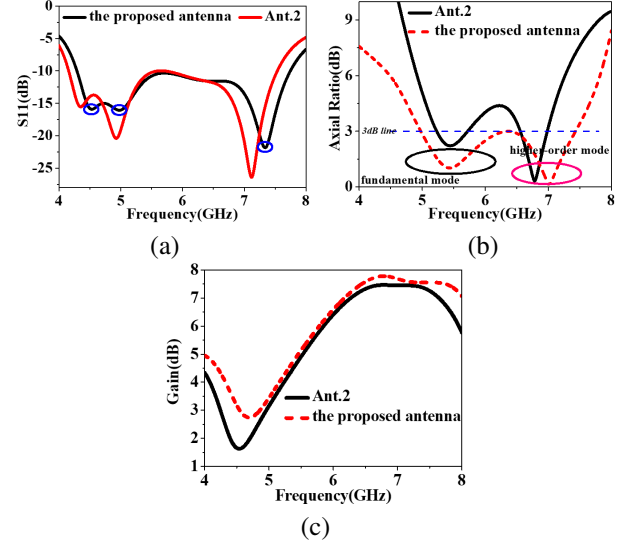 the proposed antenna Ant.2
0
-5
-10
-15
-20
-25
S11(dB)
4 5 6 7 8
Frequency(GHz)
(a)
Ant.2
the proposed antenna
9
6
3
0
Axial Ratio(dB)
3dB line
higher-order mode
fundamental mode
4 5 6 7 8
Frequency(GHz)
(b)
8
7
6
5
4
3
2
1
Gain(dB)
Ant.2
the proposed antenna
4 5 6 7 8
Frequency(GHz)
(c)